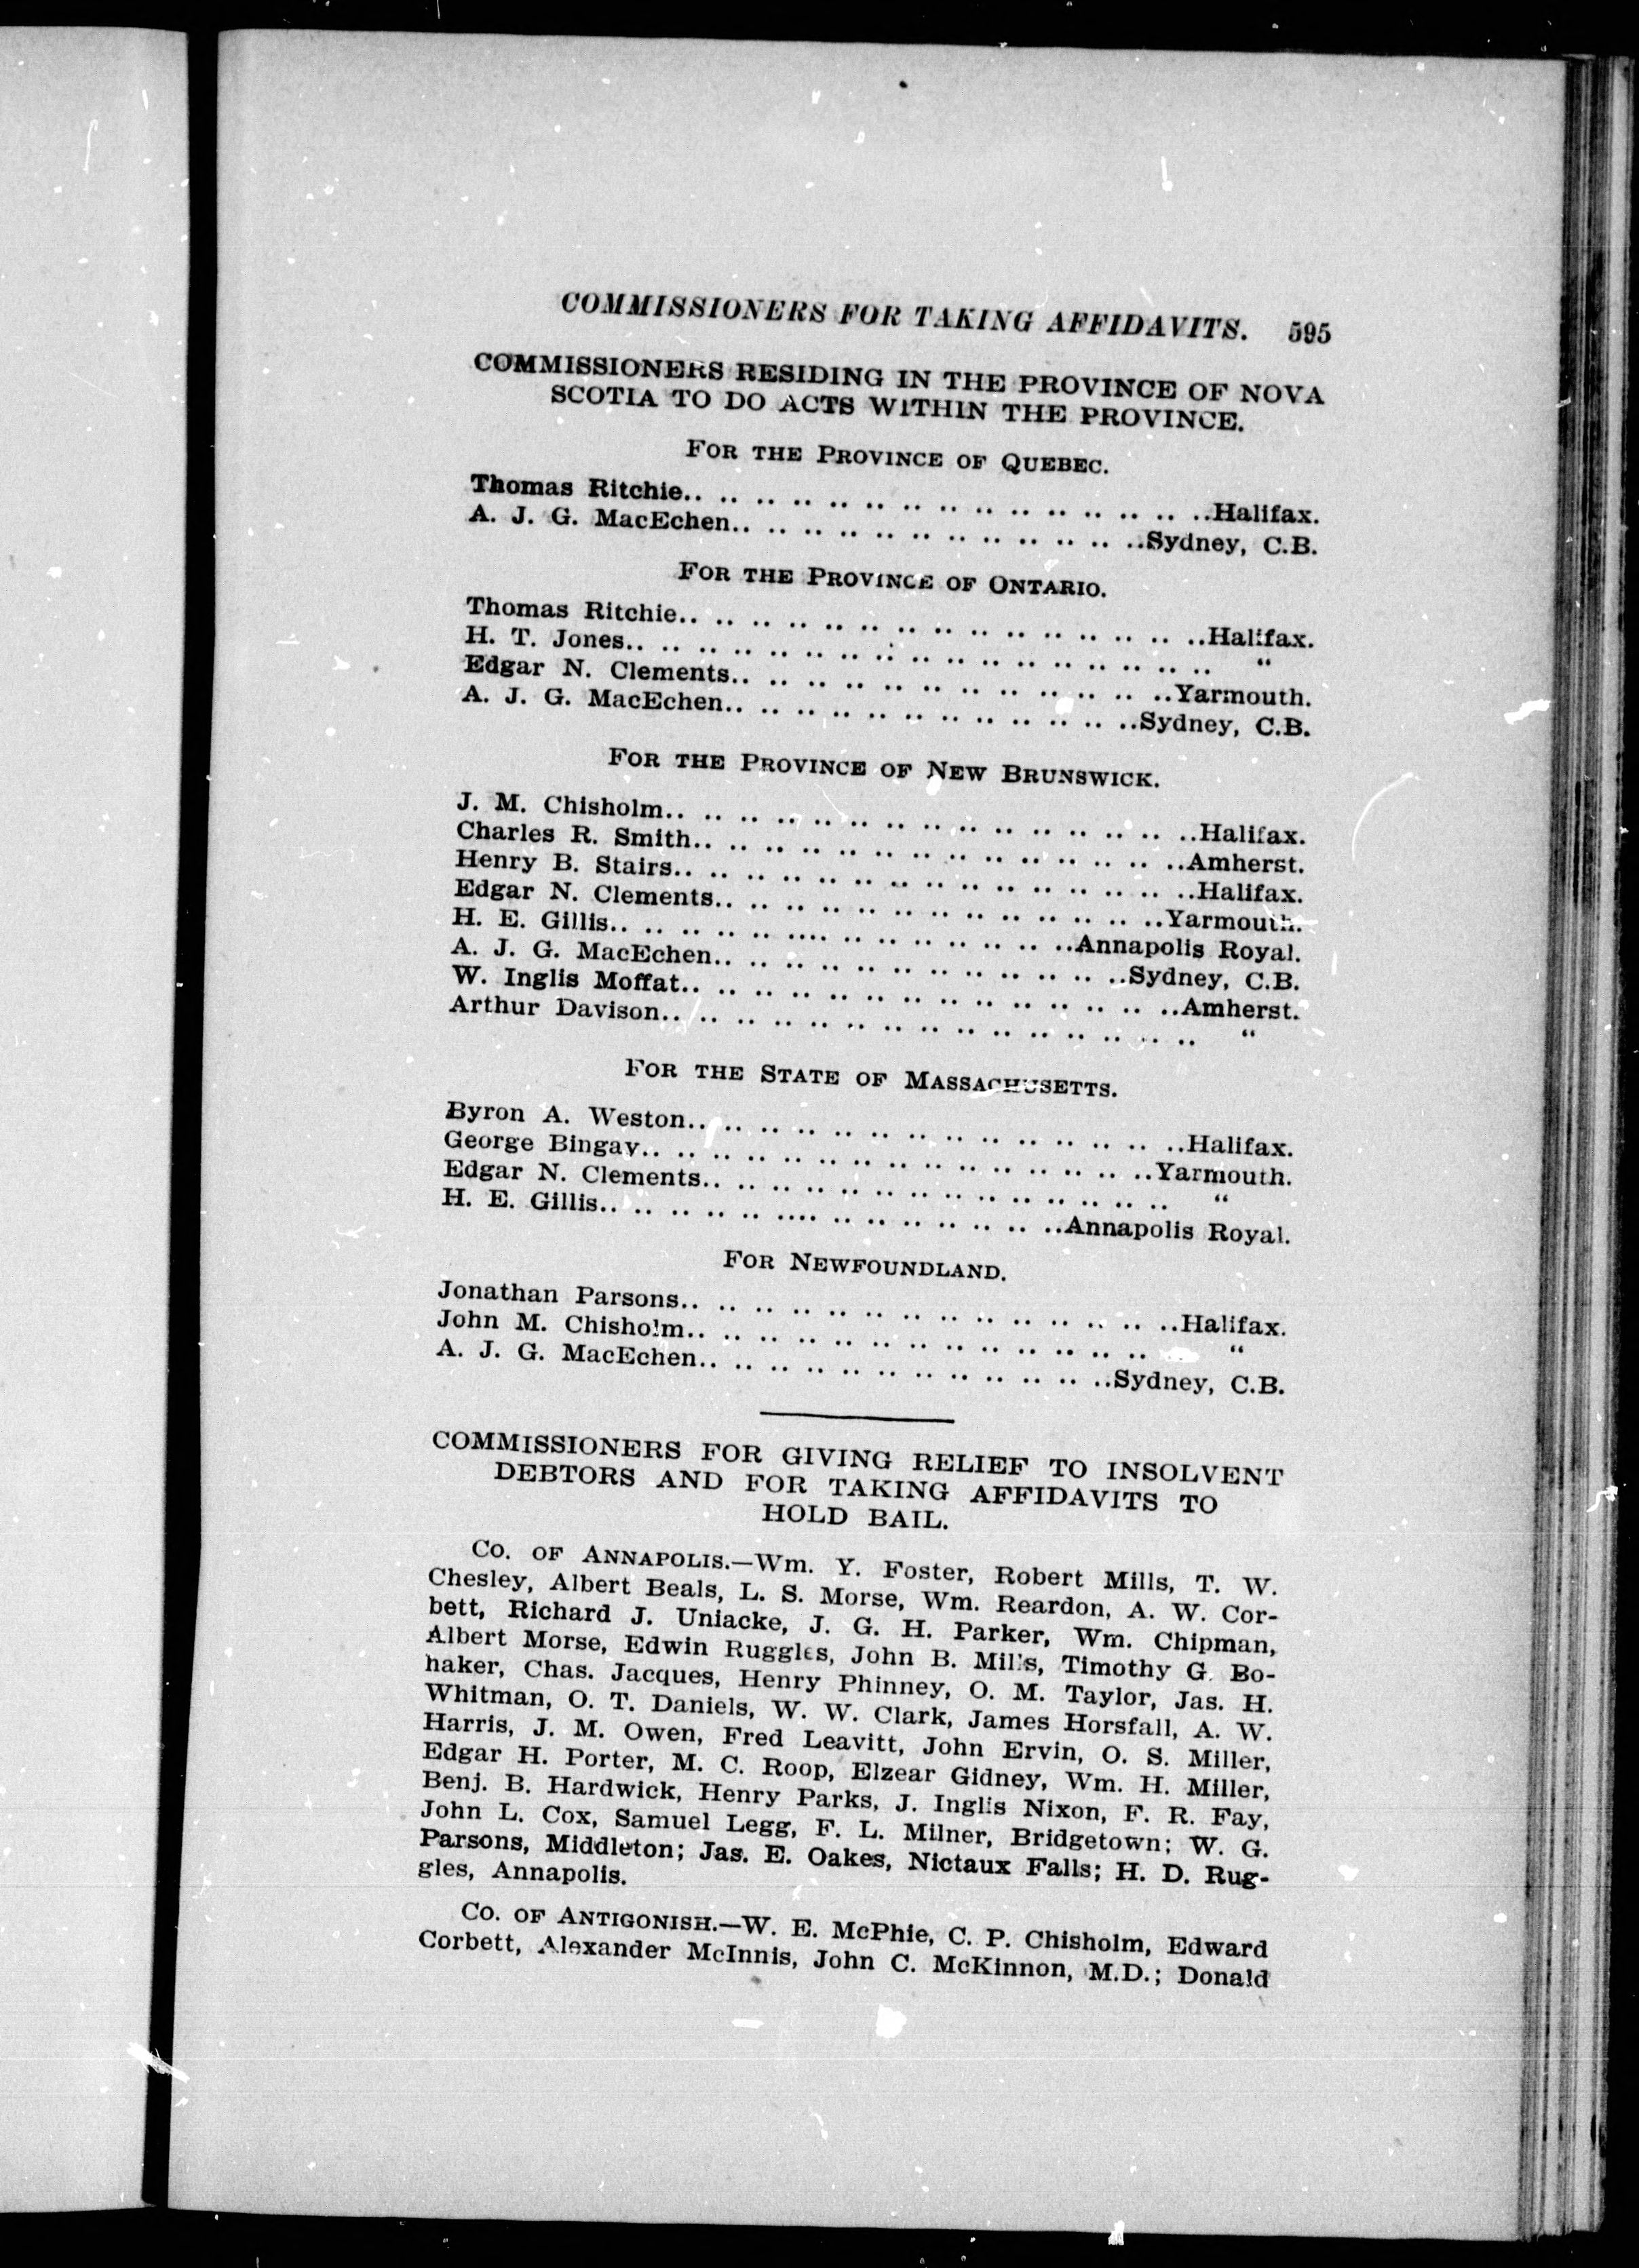 COMMISSIONERS FOR TAKING AFFIDAVITS. 595
COMMISSIONERS RESIDING IN THE PROVINCE OF NOVA
SCOTIA TO DO ACTS WITHIN THE PROVINCE.
FOR THE PROVINCE OF QUEBEC.
Thomas Ritchie.. .. .. .. .. .. .. .. .. .. .. .. .. .. ..Halifax.
A. J. G. MacEchen.. .. .. .. .. .. .. .. .. .. .. ..Sydney, C.B.
FOR THE PROVINCE OF ONTARIO.
Thomas Ritchie.. .. .. .. .. .. .. .. .. .. .. .. .. .. ..Halifax.
H. T. Jones.. .. .. .. .. .. .. .. .. .. .. .. .. .. .. .. .. “
Edgar N. Clements.. .. .. .. .. .. .. .. .. .. .. .. ..Yarmouth.
A. J. G. MacEchen.. .. .. .. .. .. .. .. .. .. .. ..Sydney, C.B.
FOR THE PROVINCE OF NEW BRUNSWICK.
J. M. Chisholm.. .. .. .. .. .. .. .. .. .. .. .. .. .. ..Halifax.
Charles R. Smith.. .. .. .. .. .. .. .. .. .. .. .. .. ..Amherst.
Henry B. Stairs.. .. .. .. .. .. .. .. .. .. .. .. .. .. ..Halifax.
Edgar N. Clements.. .. .. .. .. .. .. .. .. .. .. .. ..Yarmouth.
H. E. Gillis.. .. .. .. .. .. .... .. .. .. .. .. .. ..Annapolis Royal.
A. J. G. MacEchen.. .. .. .. .. .. .. .. .. .. .. ..Sydney, C.B.
W. Inglis Moffat.. .. .. .. .. .. .. .. .. .. .. .. .. ..Amherst.
Arthur Davison.. .. .. .. .. .. .. .. .. .. .. .. .. .. .. “
FOR THE STATE OF MASSACHUSETTS.
Byron A. Weston.. .. .. .. .. .. .. .. .. .. .. .. .. ..Halifax.
George Bingay.. .. .. .. .. .. .. .. .. .. .. .. .. .. ..Yarmouth.
Edgar N. Clements.. .. .. .. .. .. .. .. .. .. .. .. .. “
H. E. Gillis.. .. .. .. .. .... .. .. .. .. .. .. ..Annapolis Royal.
FOR NEWFOUNDLAND.
Jonathan Parsons.. .. .. .. .. .. .. .. .. .. .. .. .. ..Halifax.
John M. Chisholm.. .. .. .. .. .. .. .. .. .. .. .. .. “
A. J. G. MacEchen.. .. .. .. .. .. .. .. .. .. .. ..Sydney, C.B.
COMMISSIONERS FOR GIVING RELIEF TO INSOLVENT
DEBTORS AND FOR TAKING AFFIDAVITS TO
HOLD BAIL.
CO. OF ANNAPOLIS.—Wm. Y. Foster, Robert Mills, T. W.
Chesley, Albert Beals, L. S. Morse, Wm. Reardon, A. W. Cor-
bett, Richard J. Uniacke, J. G. H. Parker, Wm. Chipman,
Albert Morse, Edwin Ruggles, John B. Mills, Timothy G. Bo-
haker, Chas. Jacques, Henry Phinney, O. M. Taylor, Jas. H.
Whitman, O. T. Daniels, W. W. Clark, James Horsfall, A. W.
Harris, J. M. Owen, Fred Leavitt, John Ervin, O. S. Miller,
Edgar H. Porter, M. C. Roop, Elzear Gidney, Wm. H. Miller,
Benj. B. Hardwick, Henry Parks, J. Inglis Nixon, F. R. Fay,
John L. Cox, Samuel Legg, F. L. Milner, Bridgetown; W. G.
Parsons, Middleton; Jas. E. Oakes, Nictaux Falls; H. D. Rug-
gles, Annapolis.
CO. OF ANTIGONISH.—W. E. McPhie, C. P. Chisholm, Edward
Corbett, Alexander McInnis, John C. McKinnon, M.D.; Donald